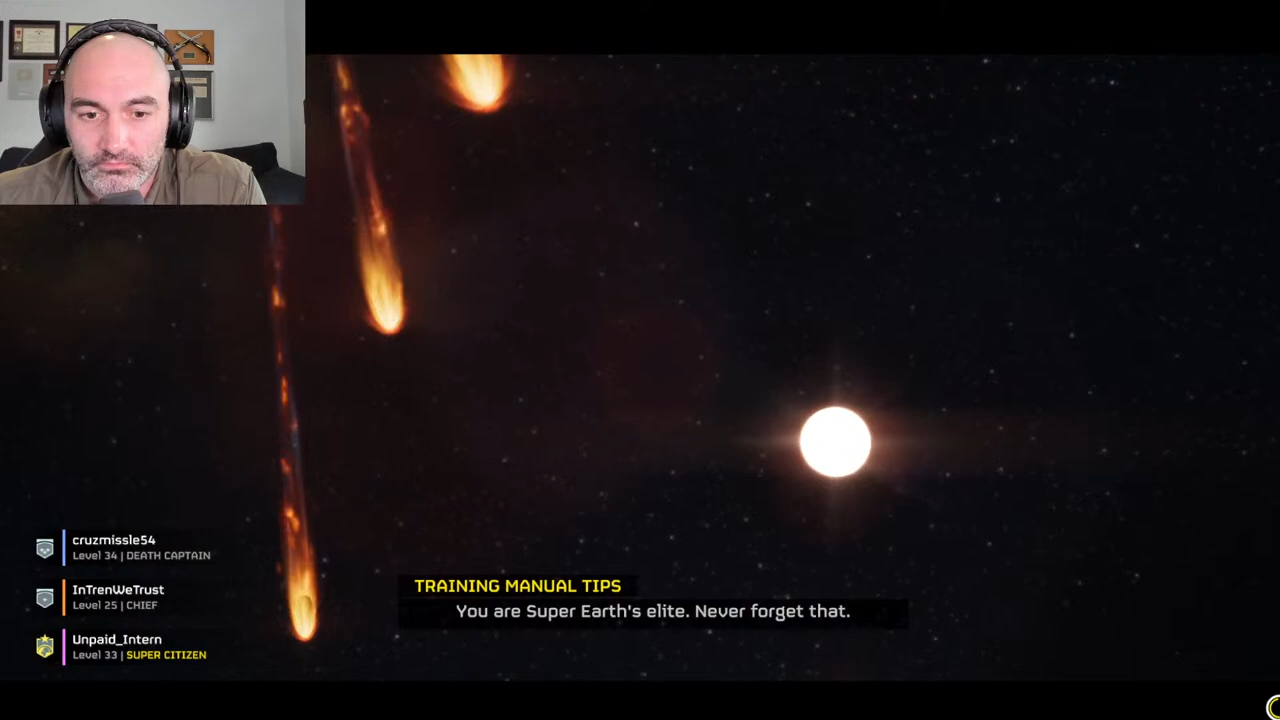 cruzmissle54
Level 34 | DEATH CAPTAIN
InTrenWeTrust
Level 25 | CHIEF
Unpaid_Intern
Level 33 | SUPER CITIZEN
TRAINING MANUAL TIPS
You are Super Earth's elite. Never forget that.